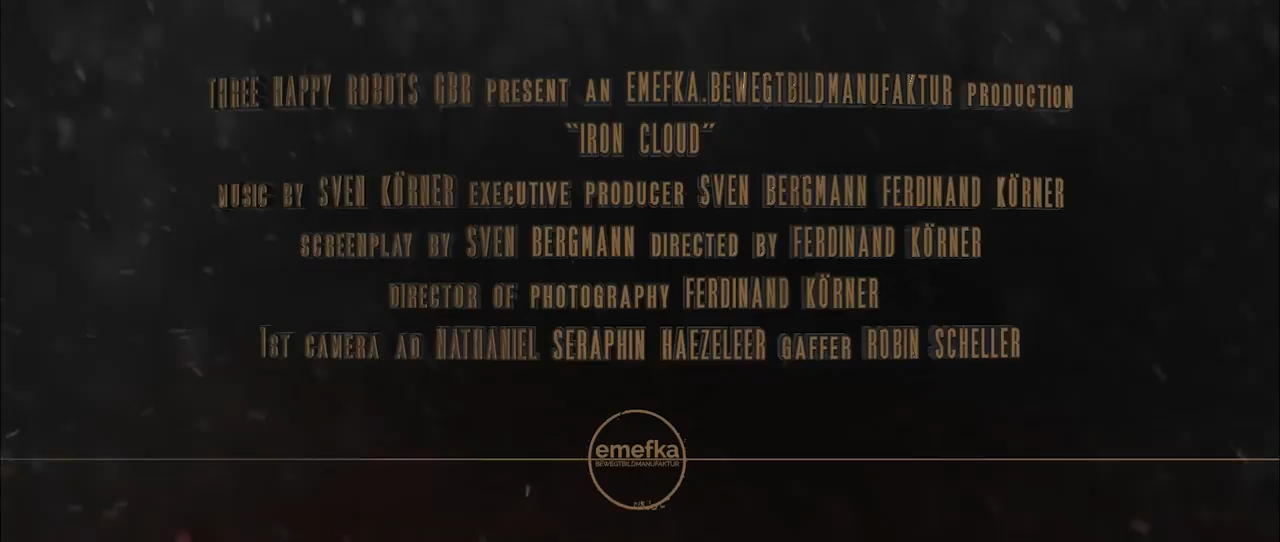 THREE HAPPY ROBOTS GBR PRESENT AN EMEFKA.BEWEGTBILDMANUFAKTUR PRODUCTION
“IRON CLOUD”
MUSIC BY SVEN KÖRNER EXECUTIVE PRODUCER SVEN BERGMANN FERDINAND KÖRNER
SCREENPLAY BY SVEN BERGMANN DIRECTED BY FERDINAND KÖRNER
DIRECTOR OF PHOTOGRAPHY FERDINAND KÖRNER
1ST CAMERA AD NATHANIEL SERAPHIN HAEZELEER GAFFER ROBIN SCHELLER
emefka
BEWEGTBILDMANUFAKTUR